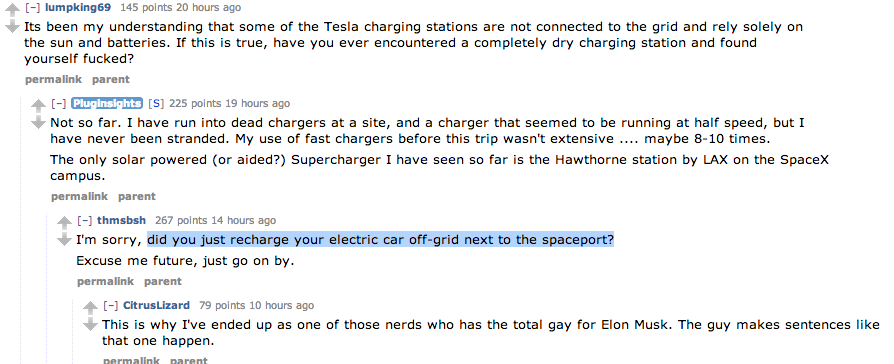 [-] lumpking69 145 points 20 hours ago
Its been my understanding that some of the Tesla charging stations are not connected to the grid and rely solely on
the sun and batteries. If this is true, have you ever encountered a completely dry charging station and found
yourself fucked?
permalink parent
[-] PlugInsights [S] 225 points 19 hours ago
Not so far. I have run into dead chargers at a site, and a charger that seemed to be running at half speed, but I
have never been stranded. My use of fast chargers before this trip wasn't extensive .... maybe 8-10 times.
The only solar powered (or aided?) Supercharger I have seen so far is the Hawthorne station by LAX on the SpaceX
campus.
permalink parent
[-] thmsbsh 267 points 14 hours ago
I'm sorry, did you just recharge your electric car off-grid next to the spaceport?
Excuse me future, just go on by.
permalink parent
[-] CitrusLizard 79 points 10 hours ago
This is why I've ended up as one of those nerds who has the total gay for Elon Musk. The guy makes sentences like
that one happen.
permalink parent